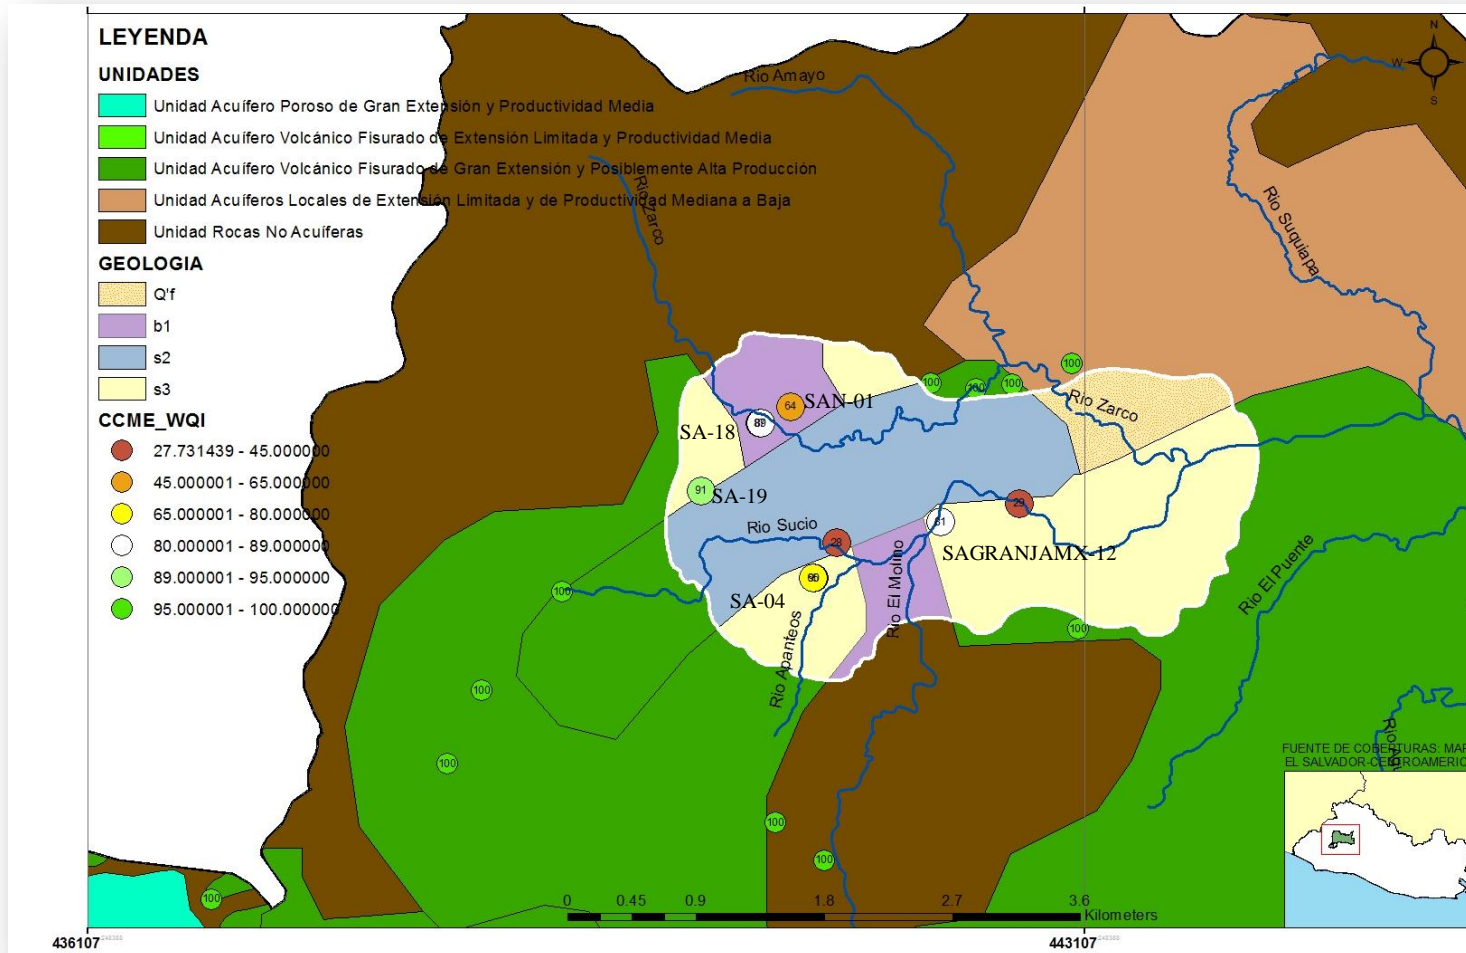 LEYENDA
UNIDADES
Unidad Acuífero Poroso de Gran Extensión y Productividad Media
Unidad Acuífero Volcánico Fisurado de Extensión Limitada y Productividad Media
Unidad Acuífero Volcánico Fisurado de Gran Extensión y Posiblemente Alta Producción
Unidad Acuíferos Locales de Extensión Limitada y de Productividad Mediana a Baja
Unidad Rocas No Acuíferas
GEOLOGIA
Q'f
b1
s2
s3
CCME_WQI
27.731439 - 45.000000
45.000001 - 65.000000
65.000001 - 80.000000
80.000001 - 89.000000
89.000001 - 95.000000
95.000001 - 100.000000
Rio Amayo
Rio Zarco
Rio Suquiapa
N
W
S
100
100
100
100
Rio Zarco
64
SAN-01
89
SA-18
91
SA-19
Rio Sucio
28
81
29
SAGRANJAMX-12
SA-04
Rio El Molino
Rio Apanteos
Rio El Puente
100
100
100
100
100
100
100
FUENTE DE COBERTURAS: MAR
EL SALVADOR-CENTROAMERIC
0 0.45 0.9 1.8 2.7 3.6
Kilometers
436107
443107